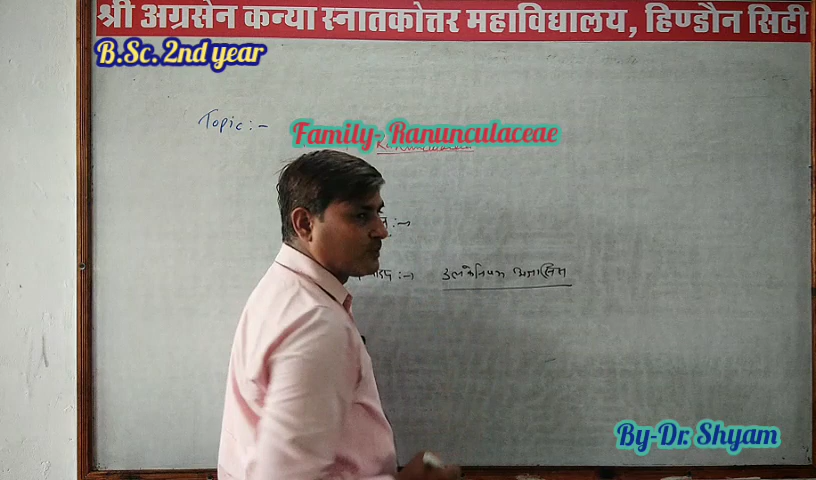 श्री अग्रसेन कन्या स्नातकोत्तर महाविद्यालय, हिण्डौन सिटी
B.Sc. 2nd year
Topic:-
Family- Ranunculaceae
By-Dr. Shyam